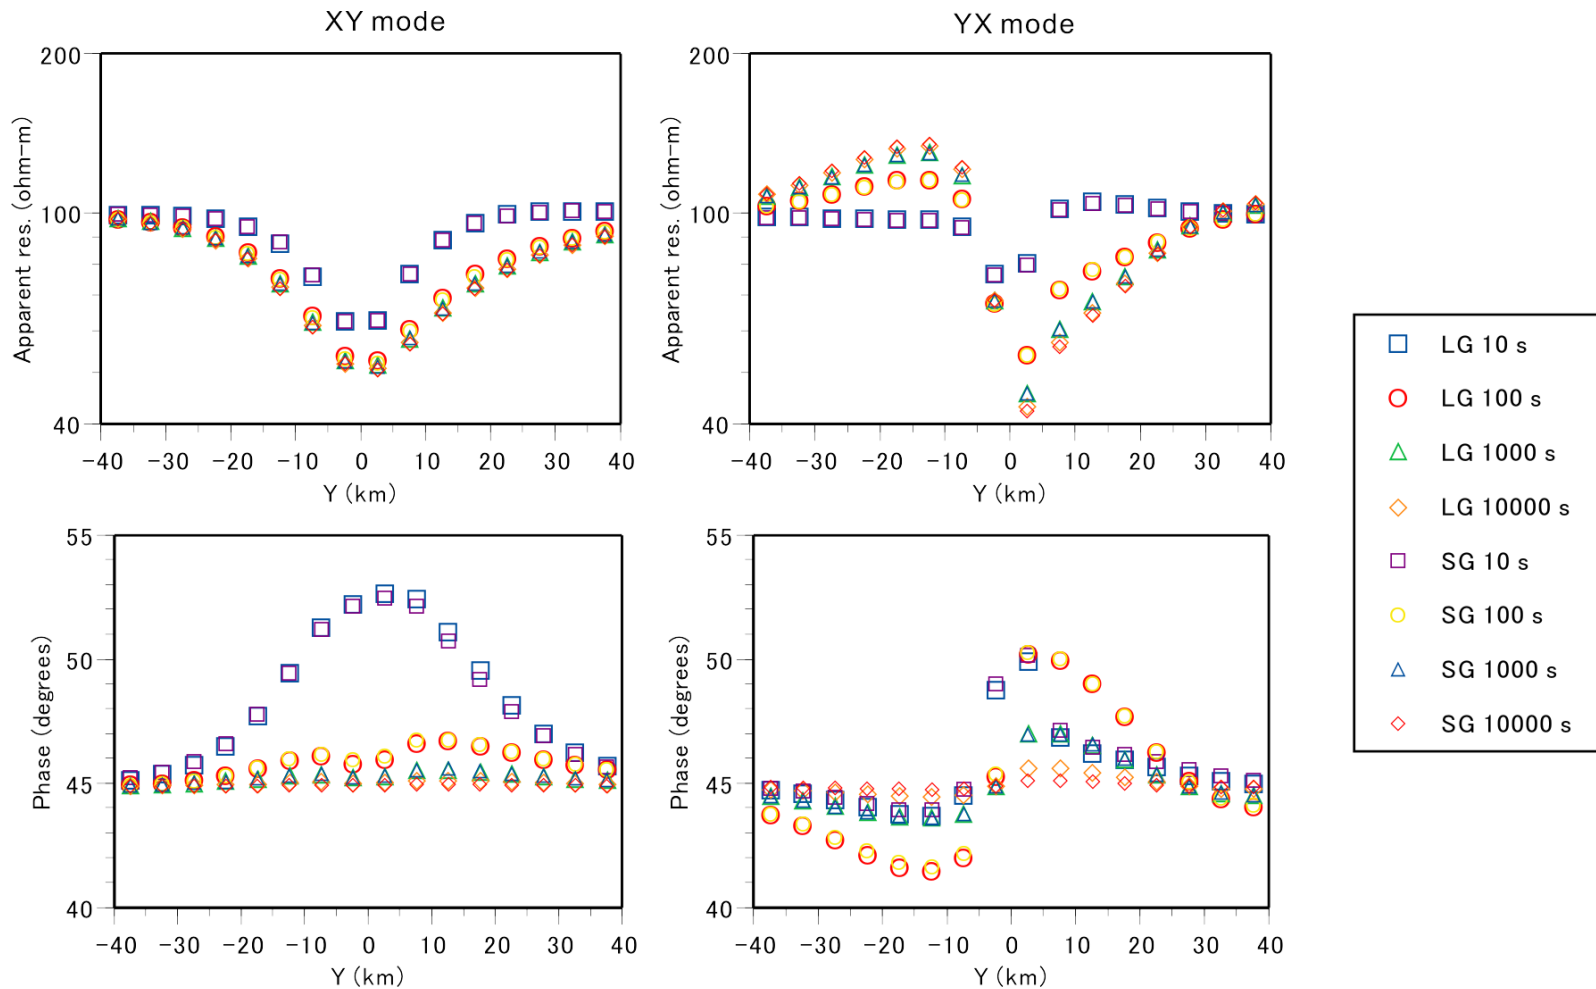 XY mode
YX mode
200
100
40
Apparent res. (ohm-m)
-40 -30 -20 -10 0 10 20 30 40
Y (km)
200
100
40
Apparent res. (ohm-m)
-40 -30 -20 -10 0 10 20 30 40
Y (km)
55
50
45
40
Phase (degrees)
-40 -30 -20 -10 0 10 20 30 40
Y (km)
55
50
45
40
Phase (degrees)
-40 -30 -20 -10 0 10 20 30 40
Y (km)
LG 10 s
LG 100 s
LG 1000 s
LG 10000 s
SG 10 s
SG 100 s
SG 1000 s
SG 10000 s